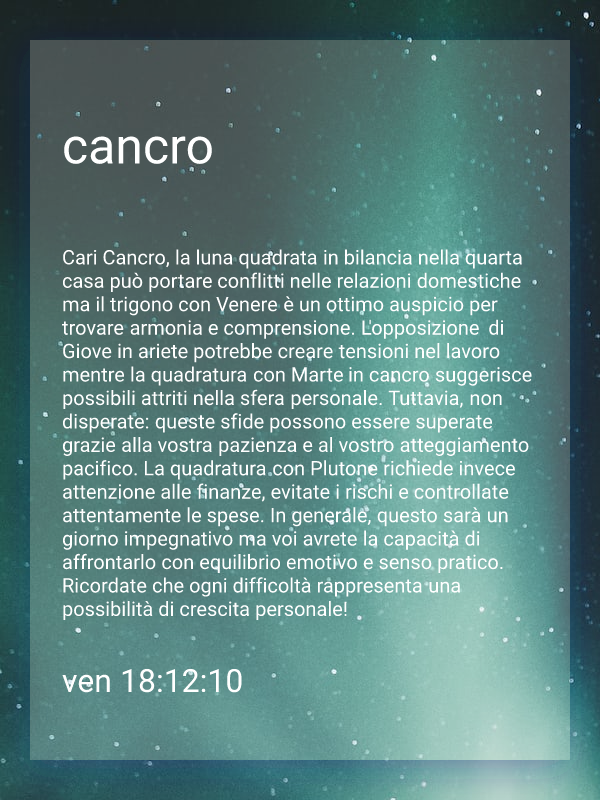 cancro
Cari Cancro, la luna quadrata in bilancia nella quarta
casa può portare conflitti nelle relazioni domestiche
ma il trigono con Venere è un ottimo auspicio per
trovare armonia e comprensione. L'opposizione  di
Giove in ariete potrebbe creare tensioni nel lavoro
mentre la quadratura con Marte in cancro suggerisce
possibili attriti nella sfera personale. Tuttavia, non
disperate: queste sfide possono essere superate
grazie alla vostra pazienza e al vostro atteggiamento
pacifico. La quadratura con Plutone richiede invece
attenzione alle finanze, evitate i rischi e controllate
attentamente le spese. In generale, questo sarà un
giorno impegnativo ma voi avrete la capacità di
affrontarlo con equilibrio emotivo e senso pratico.
Ricordate che ogni difficoltà rappresenta una
possibilità di crescita personale!
ven 18:12:10